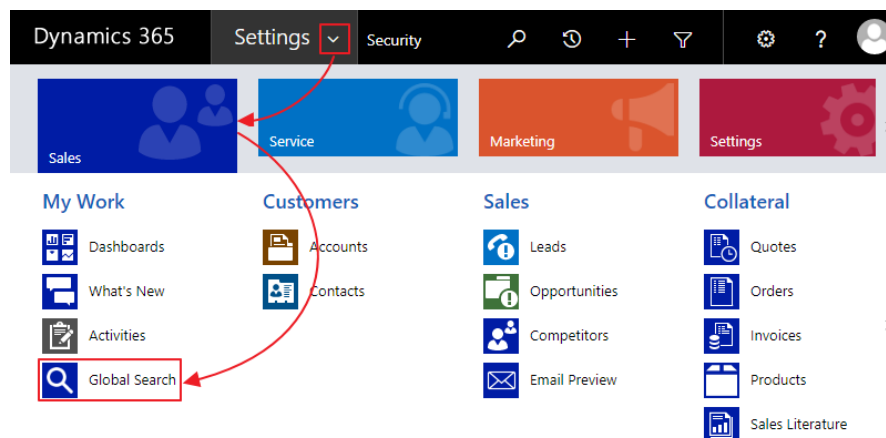 Dynamics 365 Settings Security ?
Sales Service Marketing Settings
My Work Customers Sales Collateral
Dashboards Accounts Leads Quotes
What's New Contacts Opportunities Orders
Activities Competitors Invoices
Global Search Email Preview Products
Sales Literature